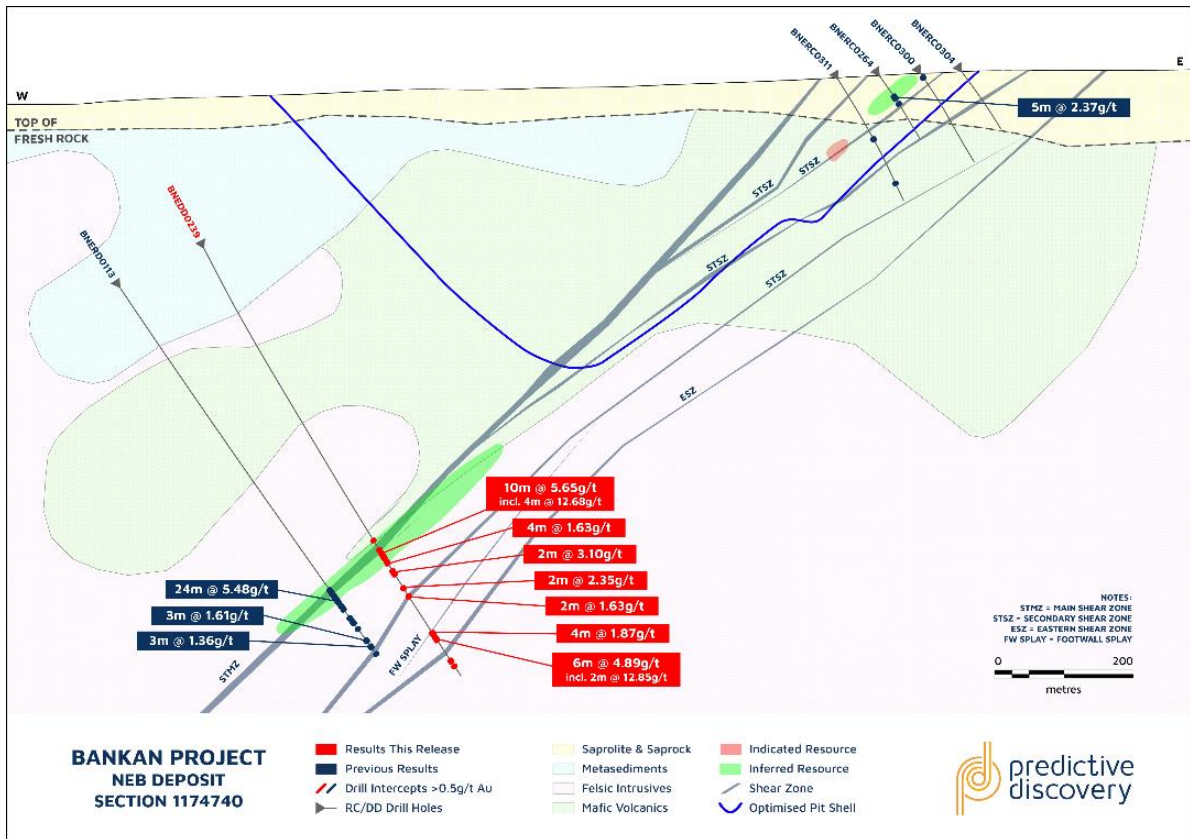 BNERC0311
BNERC0264
BNERC0300
BNERC0304
W
E
TOP OF
FRESH ROCK
5m @ 2.37g/t
STSZ
STSZ
STSZ
STSZ
ESZ
BNERD0113
BNEDD0239
10m @ 5.65g/t
incl. 4m @ 12.68g/t
4m @ 1.63g/t
2m @ 3.10g/t
2m @ 2.35g/t
2m @ 1.63g/t
4m @ 1.87g/t
6m @ 4.89g/t
incl. 2m @ 12.85g/t
24m @ 5.48g/t
3m @ 1.61g/t
3m @ 1.36g/t
STMZ
FW SPLAY
NOTES:
STMZ = MAIN SHEAR ZONE
STSZ = SECONDARY SHEAR ZONE
ESZ = EASTERN SHEAR ZONE
FW SPLAY = FOOTWALL SPLAY
0 200
metres
BANKAN PROJECT
NEB DEPOSIT
SECTION 1174740
Results This Release
Previous Results
Drill Intercepts >0.5g/t Au
RC/DD Drill Holes
Saprolite & Saprock
Metasediments
Felsic Intrusives
Mafic Volcanics
Indicated Resource
Inferred Resource
Shear Zone
Optimised Pit Shell
predictive
discovery